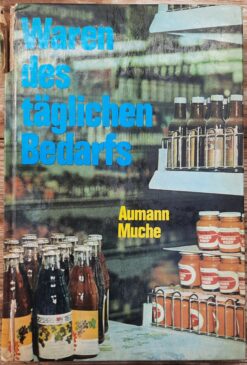 Waren
des
täglichen
Bedarfs
Aumann
Muche